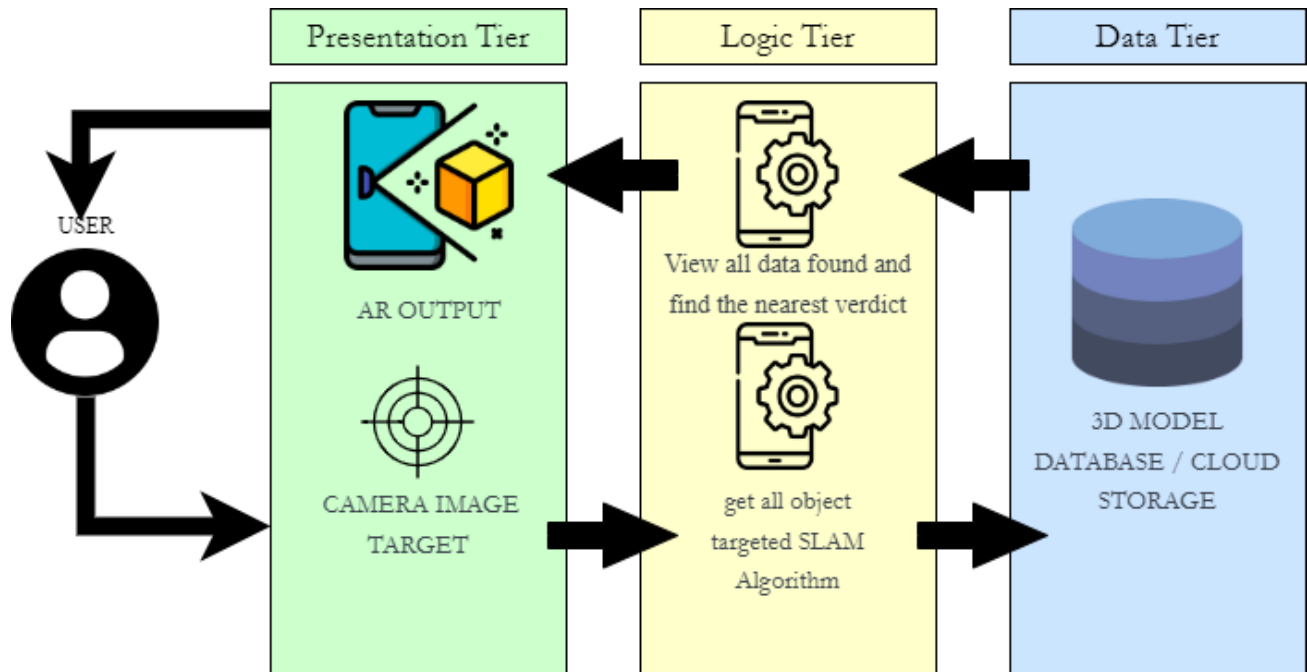 Presentation Tier
Logic Tier
Data Tier
USER
AR OUTPUT
CAMERA IMAGE
TARGET
View all data found and
find the nearest verdict
get all object
targeted SLAM
Algorithm
3D MODEL
DATABASE / CLOUD
STORAGE